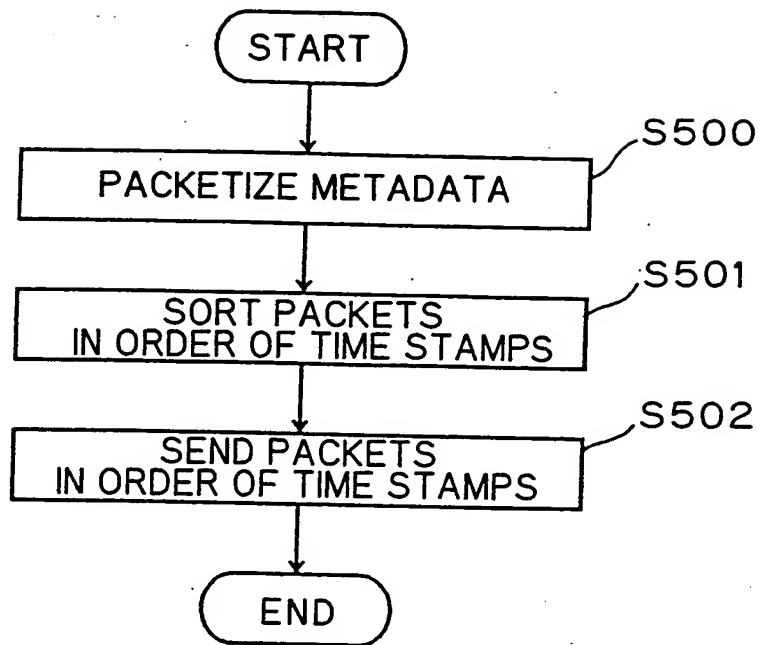 START
S500
PACKETIZE METADATA
S501
SORT PACKETS
IN ORDER OF TIME STAMPS
S502
SEND PACKETS
IN ORDER OF TIME STAMPS
END